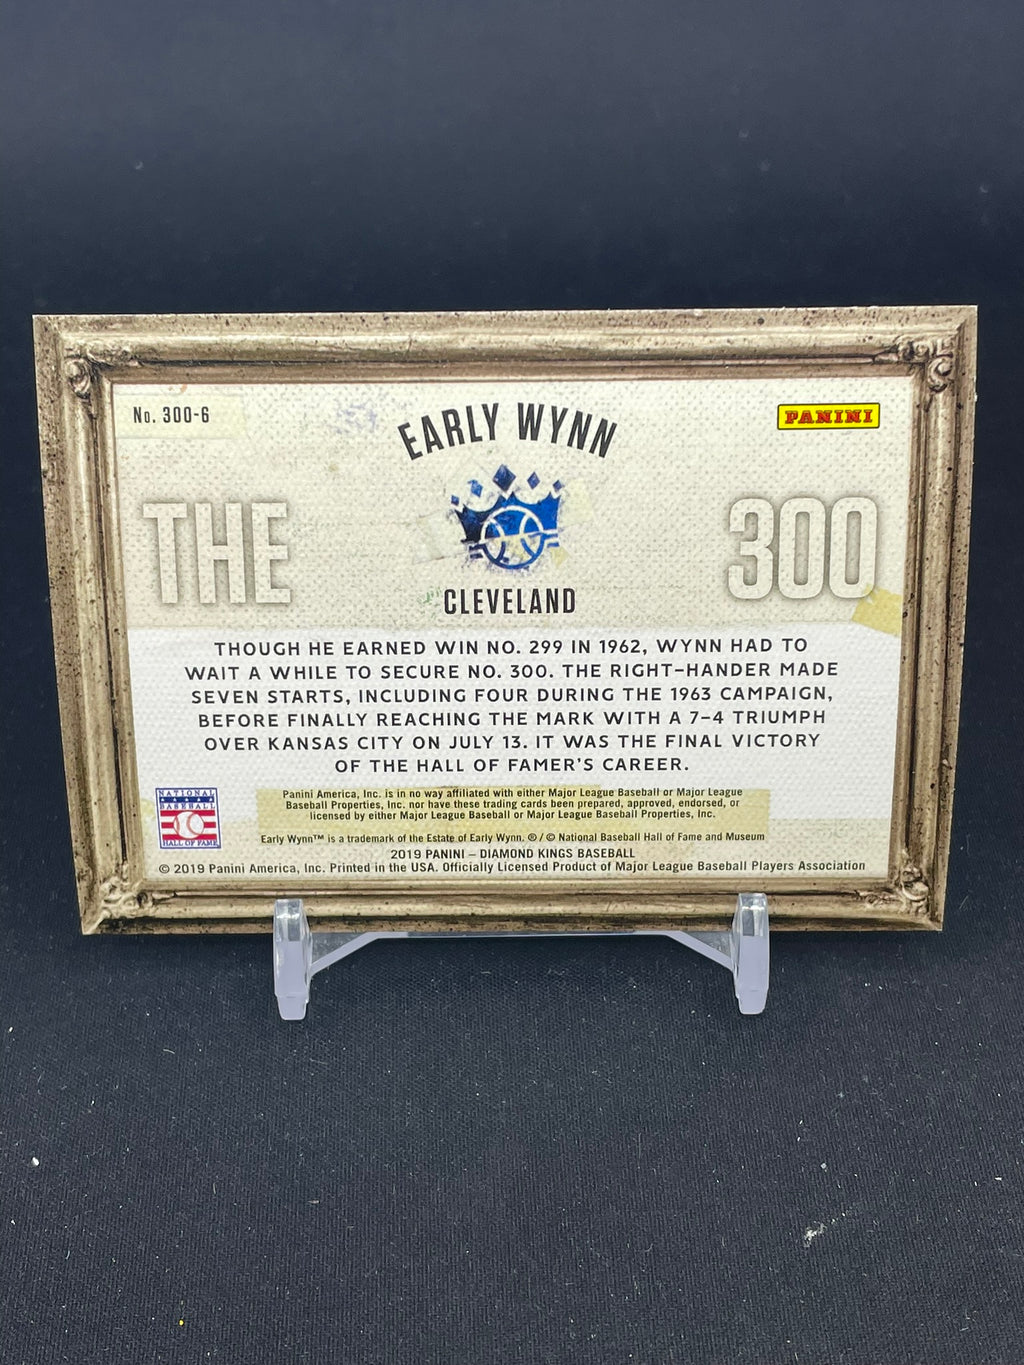 No. 300-6
EARLY WYNN
PANINI
THE
300
CLEVELAND
THOUGH HE EARNED WIN NO. 299 IN 1962, WYNN HAD TO
WAIT A WHILE TO SECURE NO. 300. THE RIGHT-HANDER MADE
SEVEN STARTS, INCLUDING FOUR DURING THE 1963 CAMPAIGN,
BEFORE FINALLY REACHING THE MARK WITH A 7-4 TRIUMPH
OVER KANSAS CITY ON JULY 13. IT WAS THE FINAL VICTORY
OF THE HALL OF FAMER'S CAREER.
NATIONAL
BASEBALL
HALL OF FAME
Panini America, Inc. is in no way affiliated with either Major League Baseball or Major League
Baseball Properties, Inc. nor have these trading cards been prepared, approved, endorsed, or
licensed by either Major League Baseball or Major League Baseball Properties, Inc.
Early Wynn™ is a trademark of the Estate of Early Wynn. ® / © National Baseball Hall of Fame and Museum
2019 PANINI – DIAMOND KINGS BASEBALL
© 2019 Panini America, Inc. Printed in the USA. Officially Licensed Product of Major League Baseball Players Association